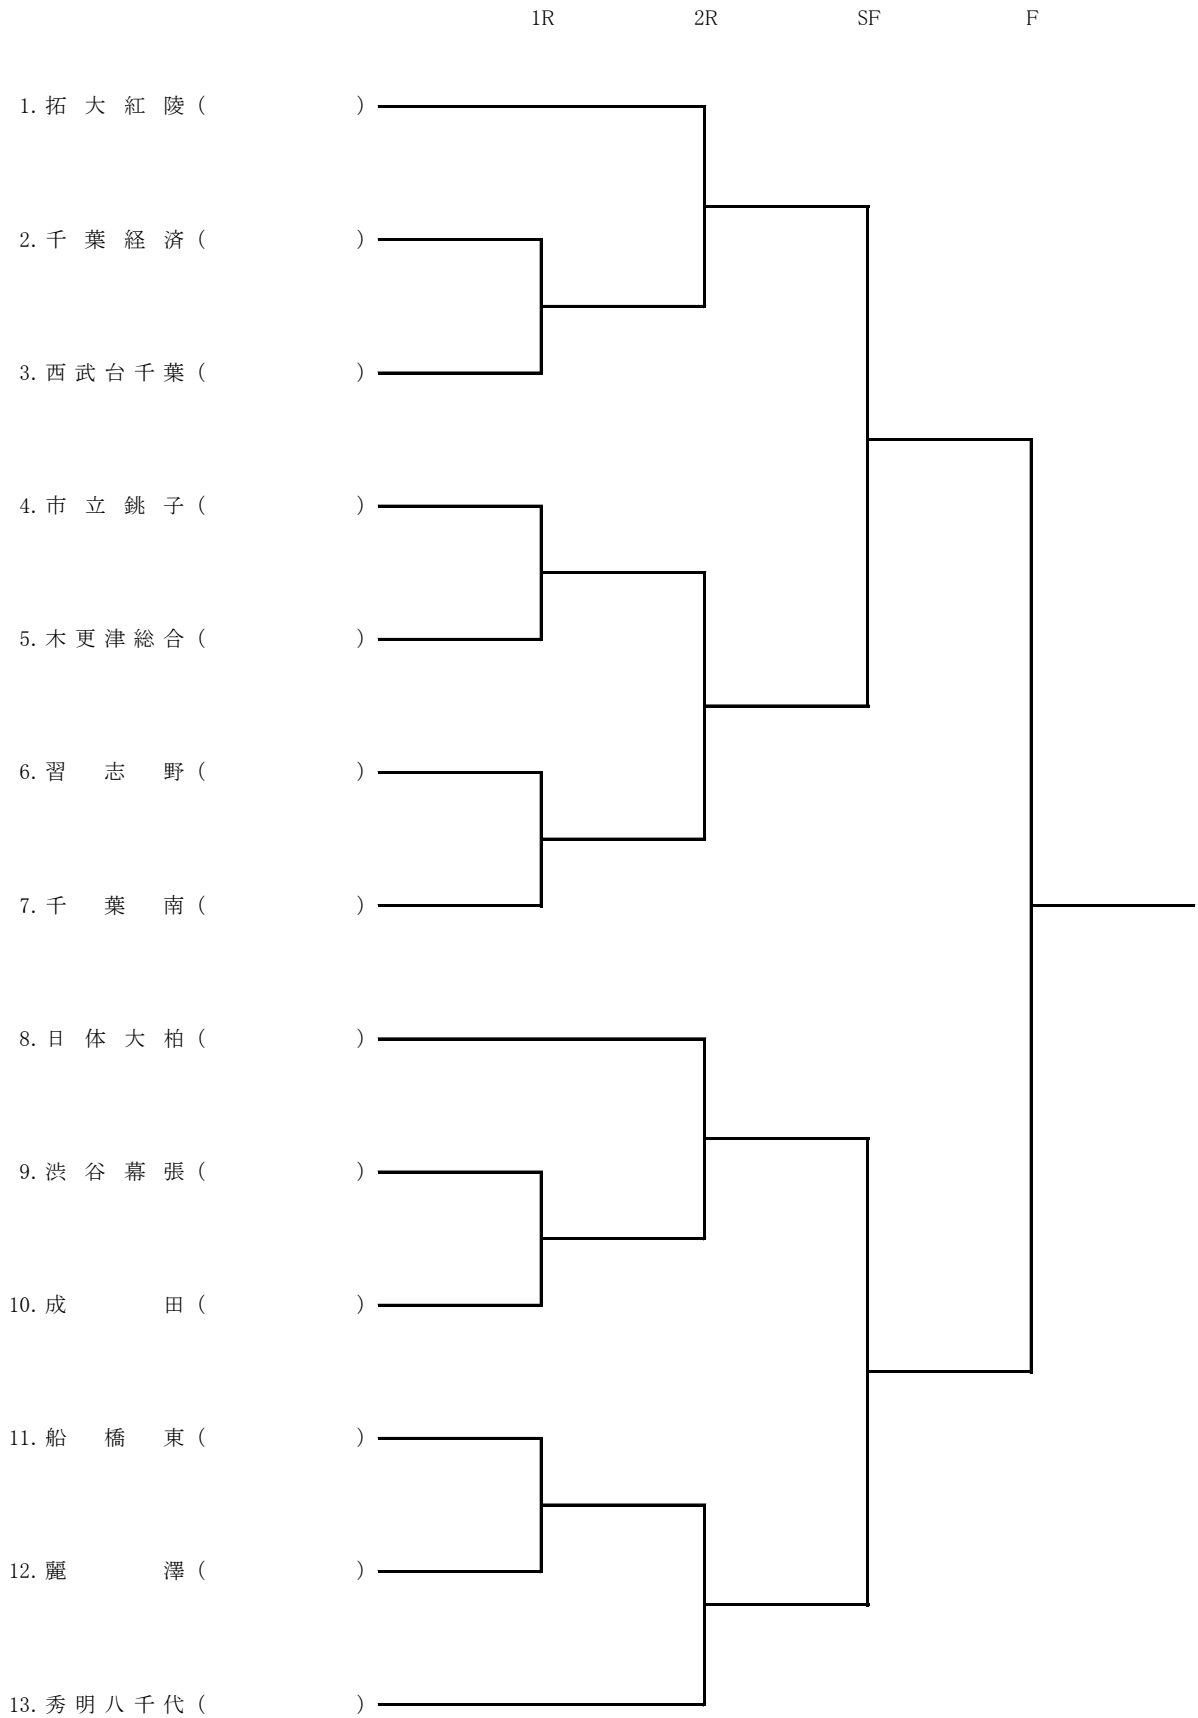 1R 2R SF F
1. 拓大紅陵 ( )
2. 千葉経済 ( )
3. 西武台千葉 ( )
4. 市立銚子 ( )
5. 木更津総合 ( )
6. 習志野 ( )
7. 千葉南 ( )
8. 日体大柏 ( )
9. 渋谷幕張 ( )
10. 成田 ( )
11. 船橋東 ( )
12. 麗澤 ( )
13. 秀明八千代 ( )